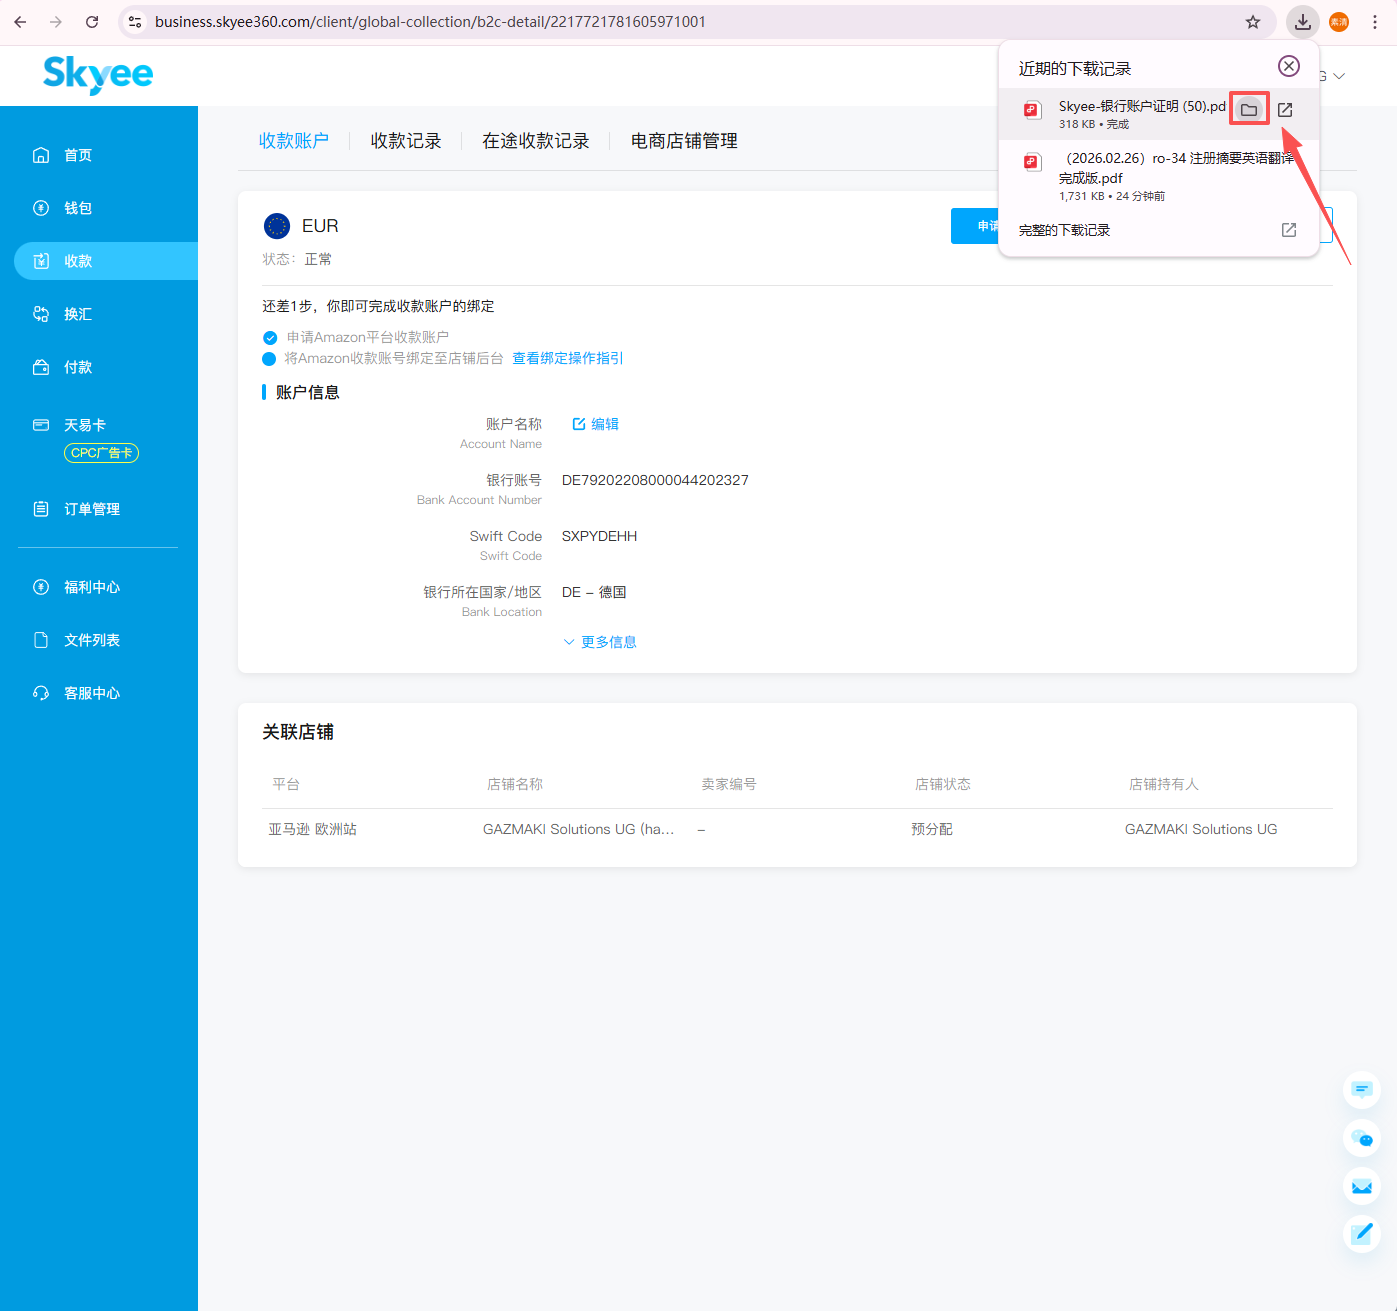 business.skyee360.com/client/global-collection/b2c-detail/2217721781605971001
素清
Skyee
G
近期的下载记录
Skyee-银行账户证明 (50).pd
318 KB • 完成
（2026.02.26）ro-34 注册摘要英语翻译
完成版.pdf
1,731 KB • 24 分钟前
完整的下载记录
首页
钱包
收款
换汇
付款
天易卡
CPC广告卡
订单管理
福利中心
文件列表
客服中心
收款账户
收款记录
在途收款记录
电商店铺管理
EUR
申请
状态：正常
还差1步，你即可完成收款账户的绑定
申请Amazon平台收款账户
将Amazon收款账号绑定至店铺后台 查看绑定操作指引
账户信息
账户名称 编辑
Account Name
银行账号 DE79202208000044202327
Bank Account Number
Swift Code SXPYDEHH
Swift Code
银行所在国家/地区 DE – 德国
Bank Location
更多信息
关联店铺
平台 店铺名称 卖家编号 店铺状态 店铺持有人
亚马逊 欧洲站 GAZMAKI Solutions UG (ha... – 预分配 GAZMAKI Solutions UG